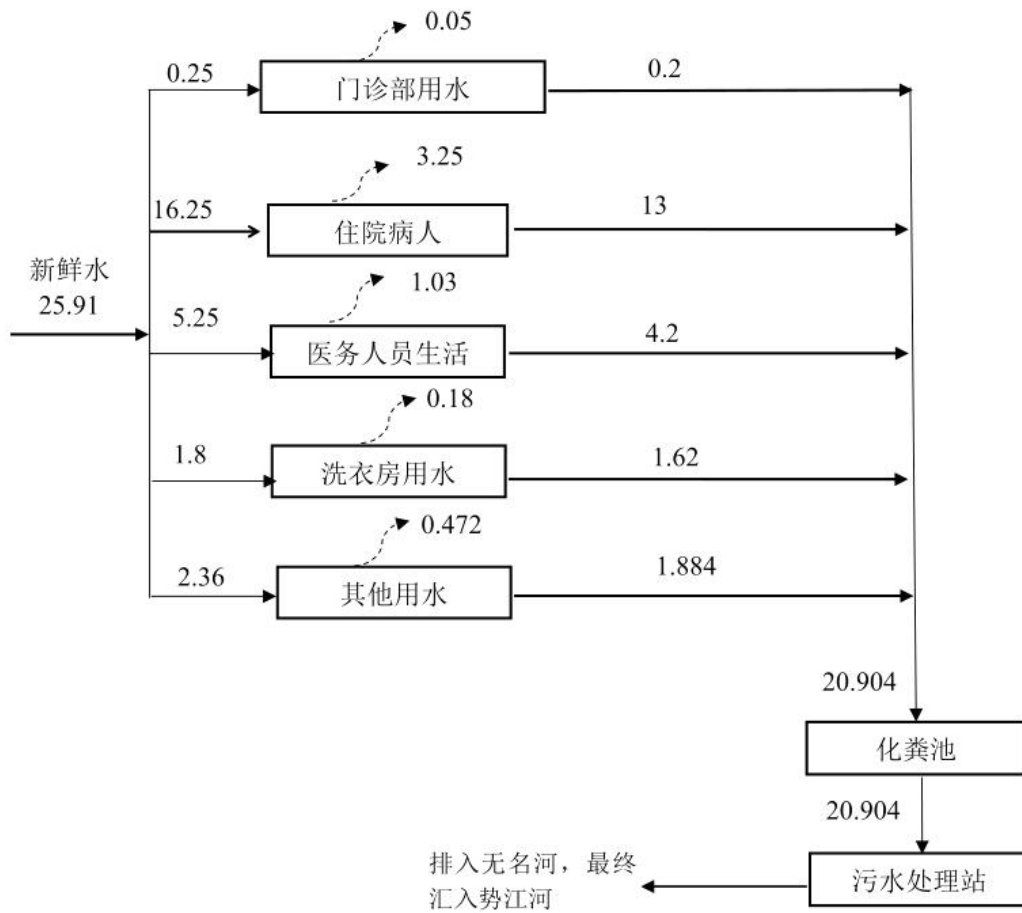 0.05
0.25
门诊部用水
0.2
3.25
16.25
住院病人
13
新鲜水
25.91
1.03
5.25
医务人员生活
4.2
0.18
1.8
洗衣房用水
1.62
0.472
2.36
其他用水
1.884
20.904
化粪池
20.904
排入无名河，最终
汇入势江河
污水处理站